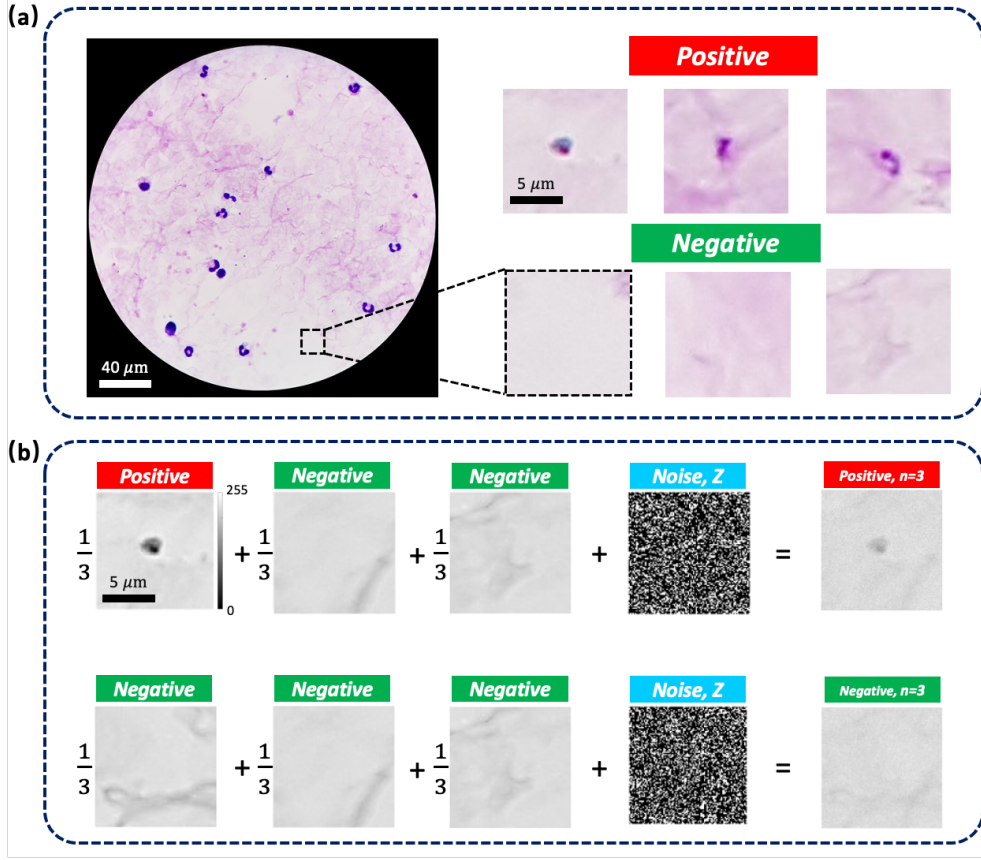 (a)
Positive
5 μm
Negative
40 μm
(b)
Positive
Negative
Negative
Noise, Z
Positive, n=3
255
1/3
+
1/3
+
1/3
+
=
5 μm
0
Negative
Negative
Negative
Noise, Z
Negative, n=3
1/3
+
1/3
+
1/3
+
=